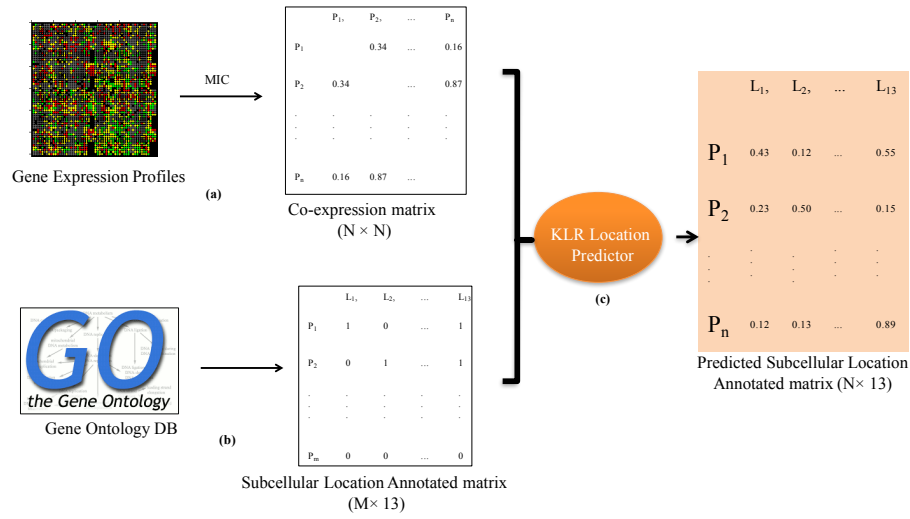 Gene Expression Profiles
(a)
MIC
P1, P2, ... Pn
P1 0.34 ... 0.16
P2 0.34 ... 0.87
. . . .
. . . .
. . . .
Pn 0.16 0.87 ...
Co-expression matrix
(N × N)
GO
the Gene Ontology
Gene Ontology DB
(b)
L1, L2, ... L13
P1 1 0 ... 1
P2 0 1 ... 1
. . . .
. . . .
. . . .
Pm 0 0 ... 0
Subcellular Location Annotated matrix
(M× 13)
KLR Location
Predictor
(c)
L1, L2, ... L13
P1 0.43 0.12 ... 0.55
P2 0.23 0.50 ... 0.15
. . . .
. . . .
. . . .
Pn 0.12 0.13 ... 0.89
Predicted Subcellular Location
Annotated matrix (N× 13)